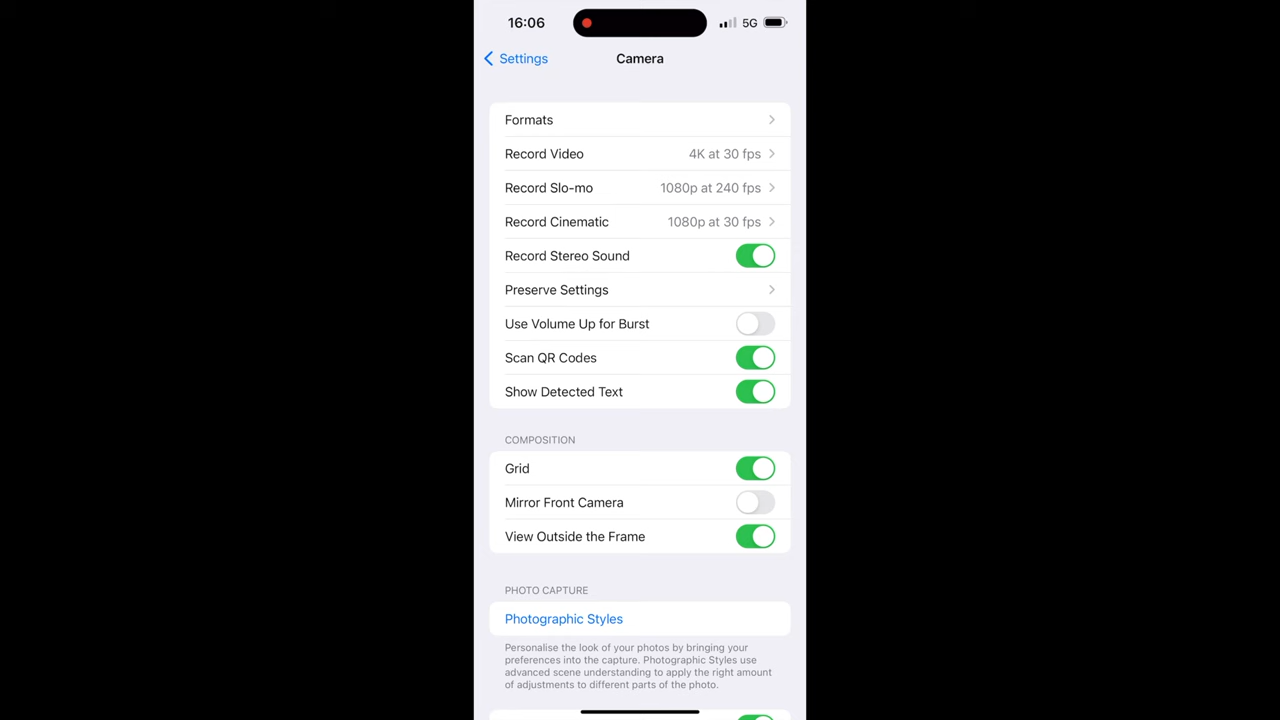 16:06 5G
Settings Camera
Formats
Record Video 4K at 30 fps
Record Slo-mo 1080p at 240 fps
Record Cinematic 1080p at 30 fps
Record Stereo Sound
Preserve Settings
Use Volume Up for Burst
Scan QR Codes
Show Detected Text
COMPOSITION
Grid
Mirror Front Camera
View Outside the Frame
PHOTO CAPTURE
Photographic Styles
Personalise the look of your photos by bringing your
preferences into the capture. Photographic Styles use
advanced scene understanding to apply the right amount
of adjustments to different parts of the photo.